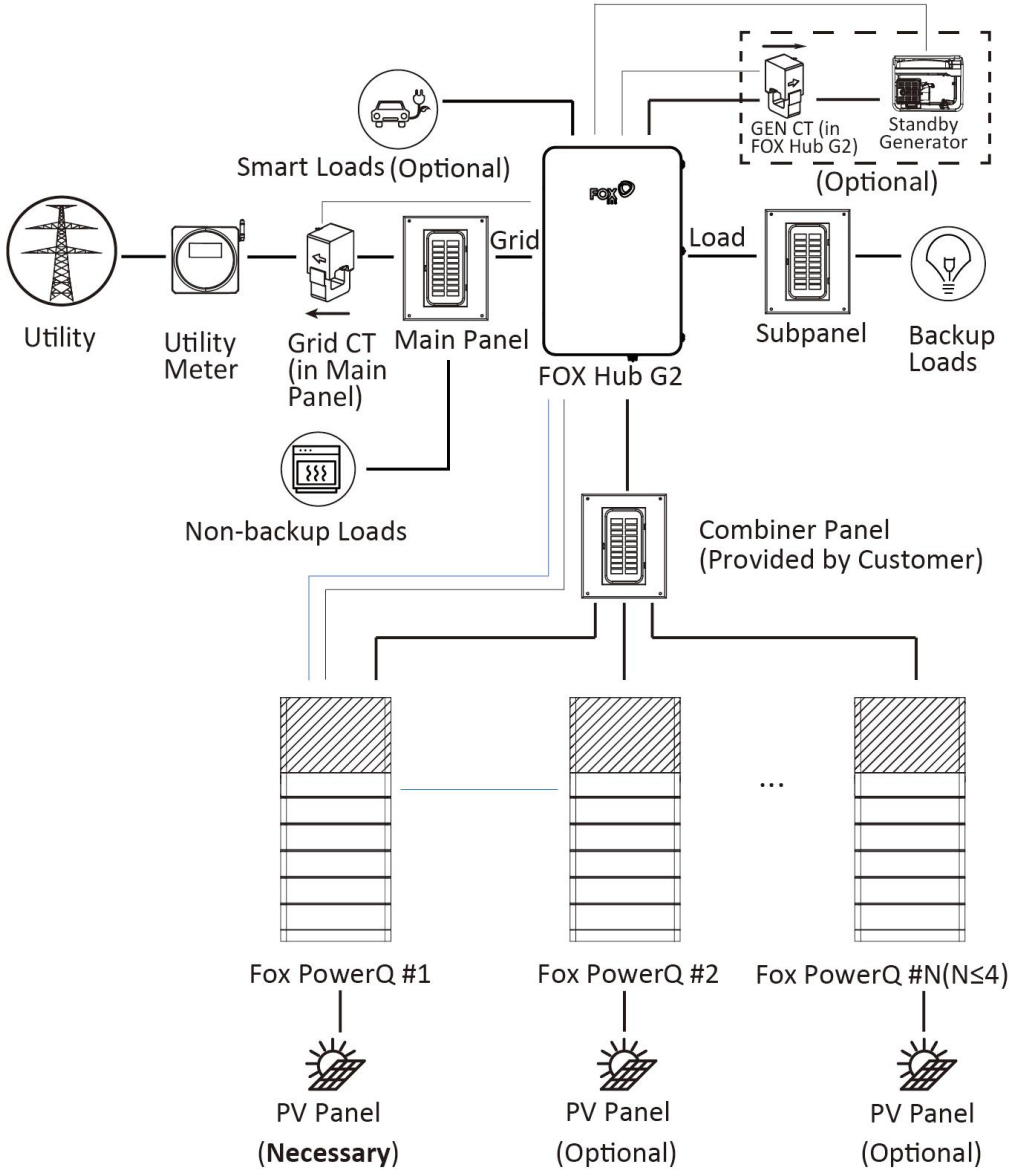 GEN CT (in
FOX Hub G2)
Standby
Generator
(Optional)
Smart Loads (Optional)
FOX
ESS
Grid
Load
Utility
Utility
Meter
Grid CT
(in Main
Panel)
Main Panel
FOX Hub G2
Subpanel
Backup
Loads
Non-backup Loads
Combiner Panel
(Provided by Customer)
...
Fox PowerQ #1
Fox PowerQ #2
Fox PowerQ #N(N≤4)
PV Panel
(Necessary)
PV Panel
(Optional)
PV Panel
(Optional)